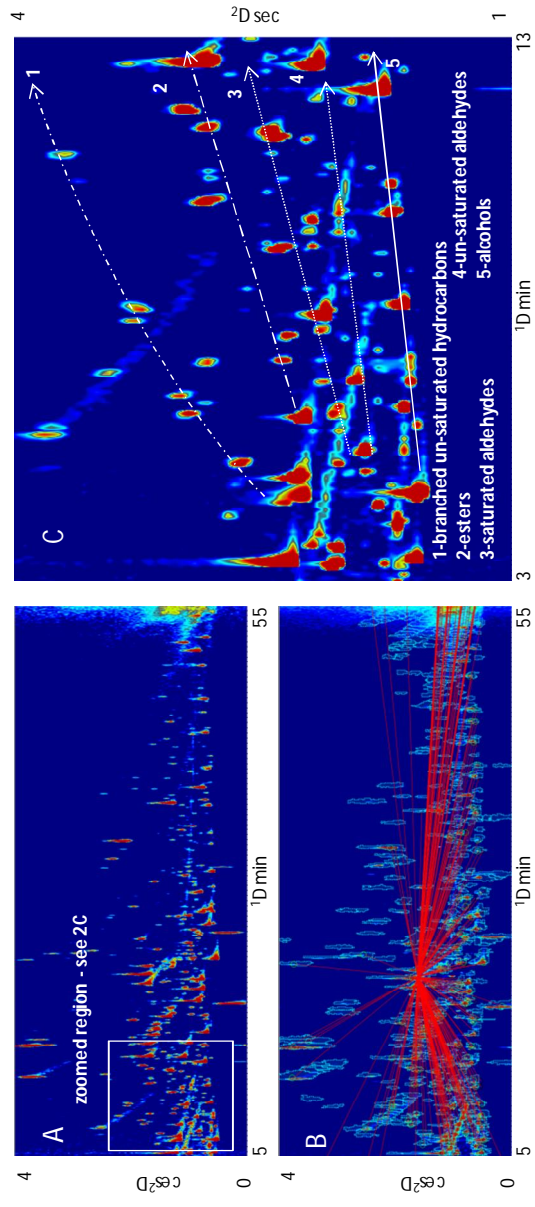 A
4
²D sec
0
zoomed region - see 2C
5
¹D min
55
B
4
²D sec
0
5
¹D min
55
C
4
²D sec
1
1
2
3
4
5
1-branched un-saturated hydrocarbons
2-esters
4-un-saturated aldehydes
3-saturated aldehydes
5-alcohols
3
¹D min
13